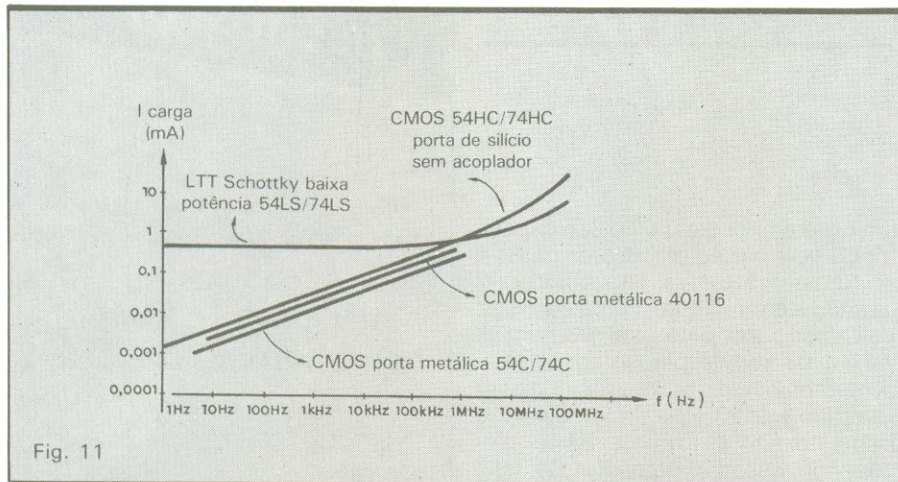 I carga
(mA)
CMOS 54HC/74HC
porta de silício
sem acoplador
LTT Schottky baixa
potência 54LS/74LS
10
1
0,1
0,01
0,001
0,0001
CMOS porta metálica 40116
CMOS porta metálica 54C/74C
1Hz 10Hz 100Hz 1kHz 10kHz 100kHz 1MHz 10MHz 100MHz
f (Hz)
Fig. 11